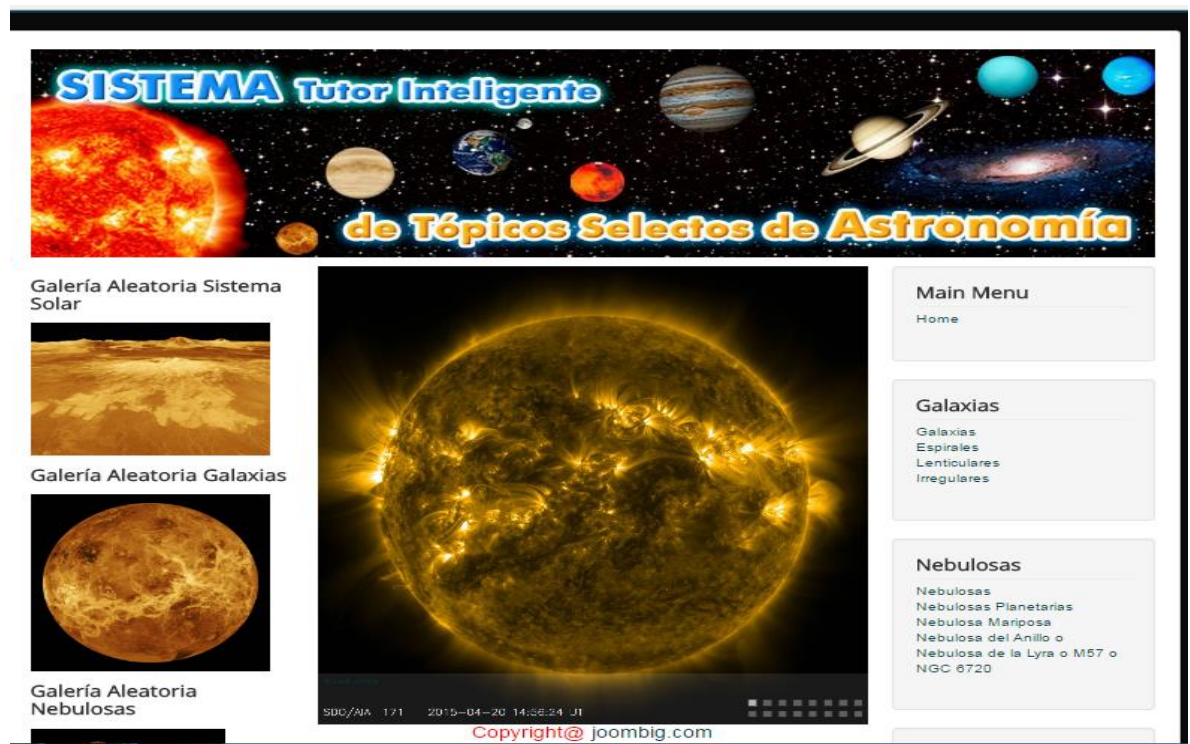 SISTEMA Tutor Inteligente
de Tópicos Selectos de Astronomía
Galería Aleatoria Sistema
Solar
Galería Aleatoria Galaxias
Galería Aleatoria
Nebulosas
SDO/AIA 171 2015-04-20 14:56:24 UT
Copyright@ joombig.com
Main Menu
Home
Galaxias
Galaxias
Espirales
Lenticulares
Irregulares
Nebulosas
Nebulosas
Nebulosas Planetarias
Nebulosa Mariposa
Nebulosa del Anillo o
Nebulosa de la Lyra o M57 o
NGC 6720